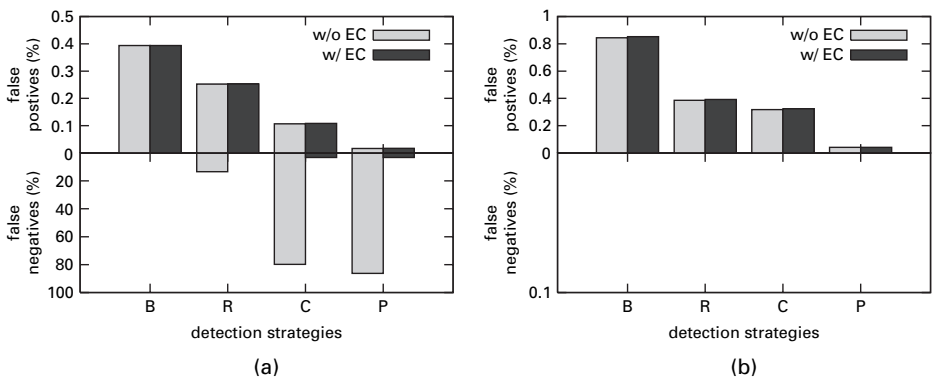 0.5
0.4
0.3
0.2
0.1
0
20
40
60
80
100
false
postives (%)
false
negatives (%)
w/o EC
w/ EC
B R C P
detection strategies
(a)
1
0.8
0.6
0.4
0.2
0
0.1
false
postives (%)
false
negatives (%)
w/o EC
w/ EC
B R C P
detection strategies
(b)